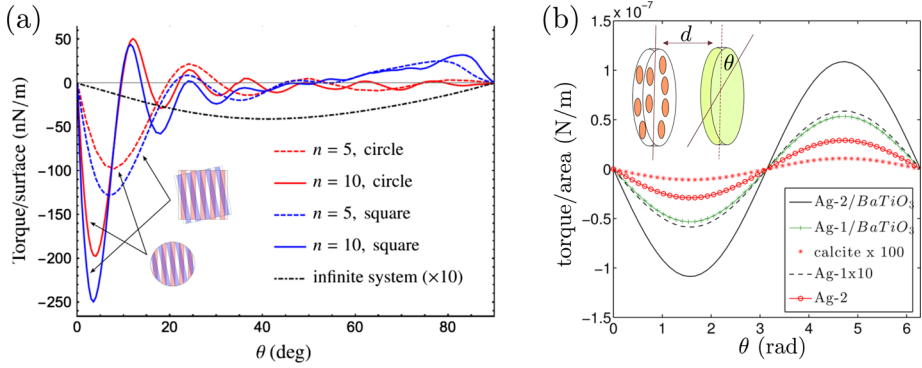 (a)
50
0
−50
−100
−150
−200
−250
Torque/surface (nN/m)
n = 5, circle
n = 10, circle
n = 5, square
n = 10, square
infinite system (×10)
0 20 40 60 80
θ (deg)
(b)
×10⁻⁷
1.5
1
0.5
0
−0.5
−1
−1.5
torque/area (N/m)
d
θ
Ag-2/BaTiO₃
Ag-1/BaTiO₃
calcite x 100
Ag-1x10
Ag-2
0 1 2 3 4 5 6
θ (rad)